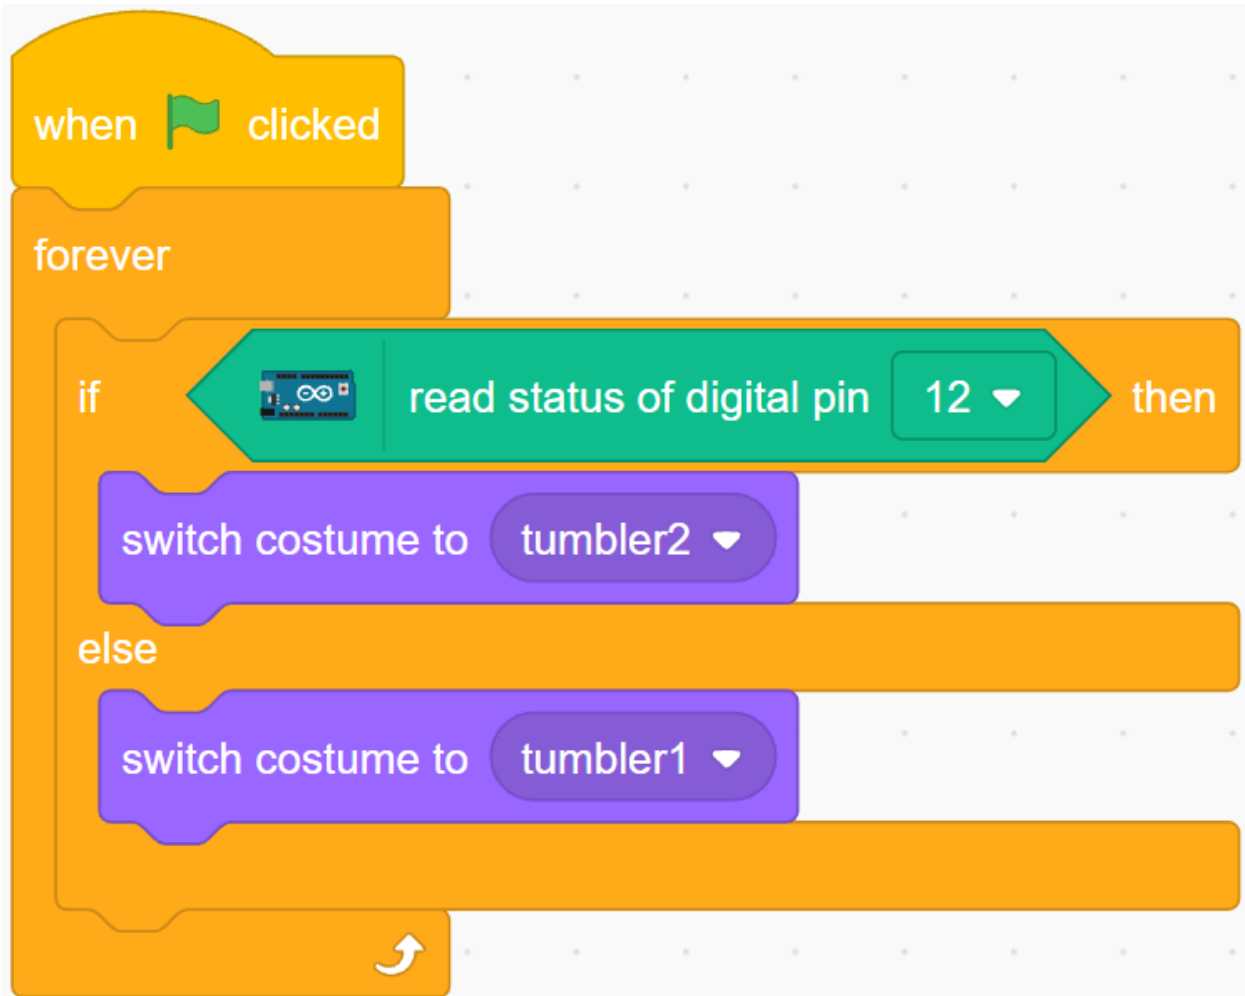 when clicked
forever
if read status of digital pin 12 then
switch costume to tumbler2
else
switch costume to tumbler1